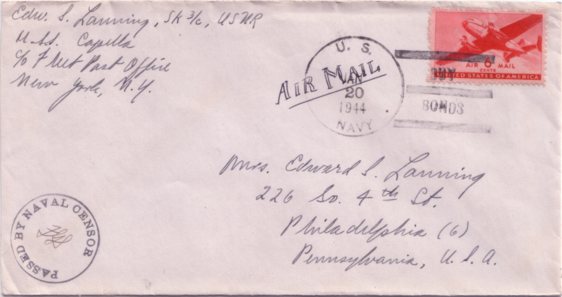 Edw. S. Lanning, SK 3/c, USNR
U.S.S. Capella
c/o Fleet Post Office
New York, N.Y.
U. S.
20
1944
NAVY
AIR MAIL
BUY
BONDS
6¢
AIR MAIL
CENTS
UNITED STATES OF AMERICA
Mrs. Edward S. Lanning
226 So. 4th St.
Philadelphia (6)
Pennsylvania, U.S.A.
PASSED BY NAVAL CENSOR